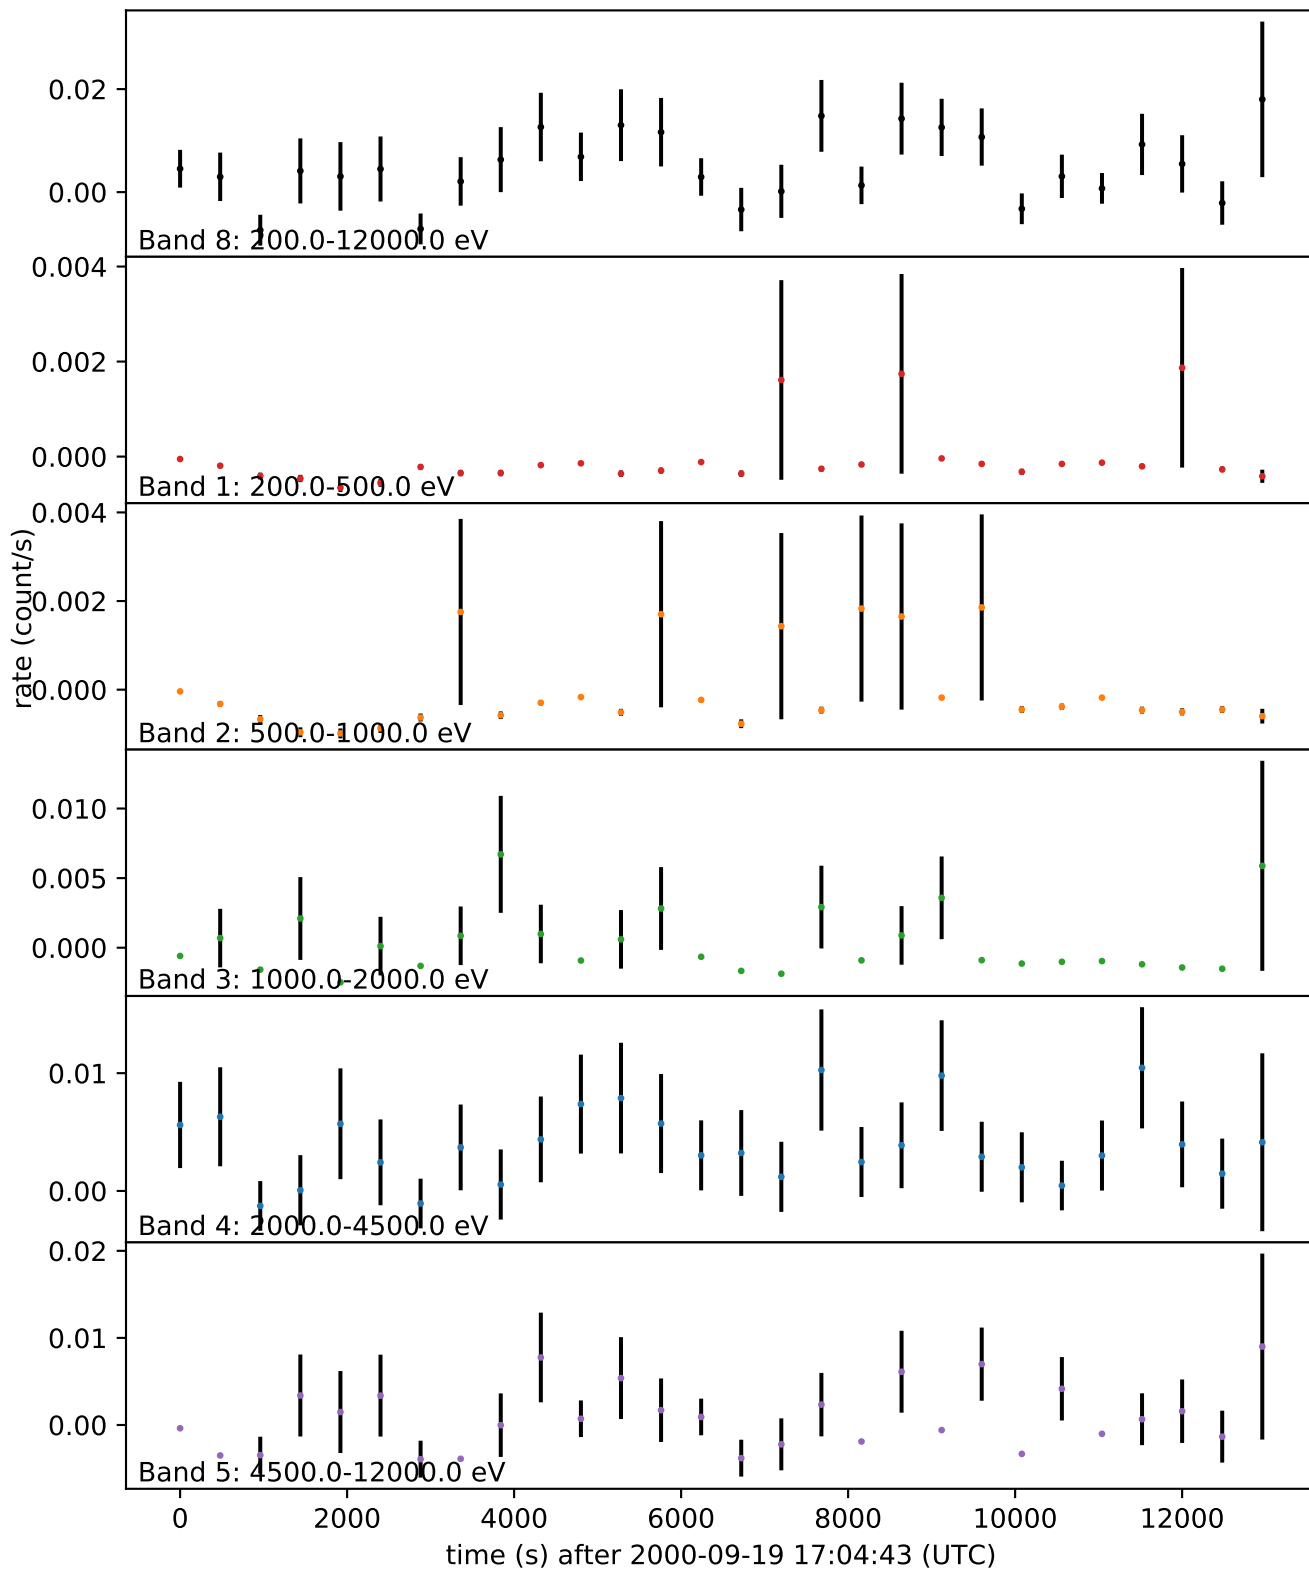 0.02
0.00
Band 8: 200.0-12000.0 eV
0.004
0.002
0.000
Band 1: 200.0-500.0 eV
0.004
0.002
0.000
Band 2: 500.0-1000.0 eV
rate (count/s)
0.010
0.005
0.000
Band 3: 1000.0-2000.0 eV
0.01
0.00
Band 4: 2000.0-4500.0 eV
0.02
0.01
0.00
Band 5: 4500.0-12000.0 eV
0 2000 4000 6000 8000 10000 12000
time (s) after 2000-09-19 17:04:43 (UTC)